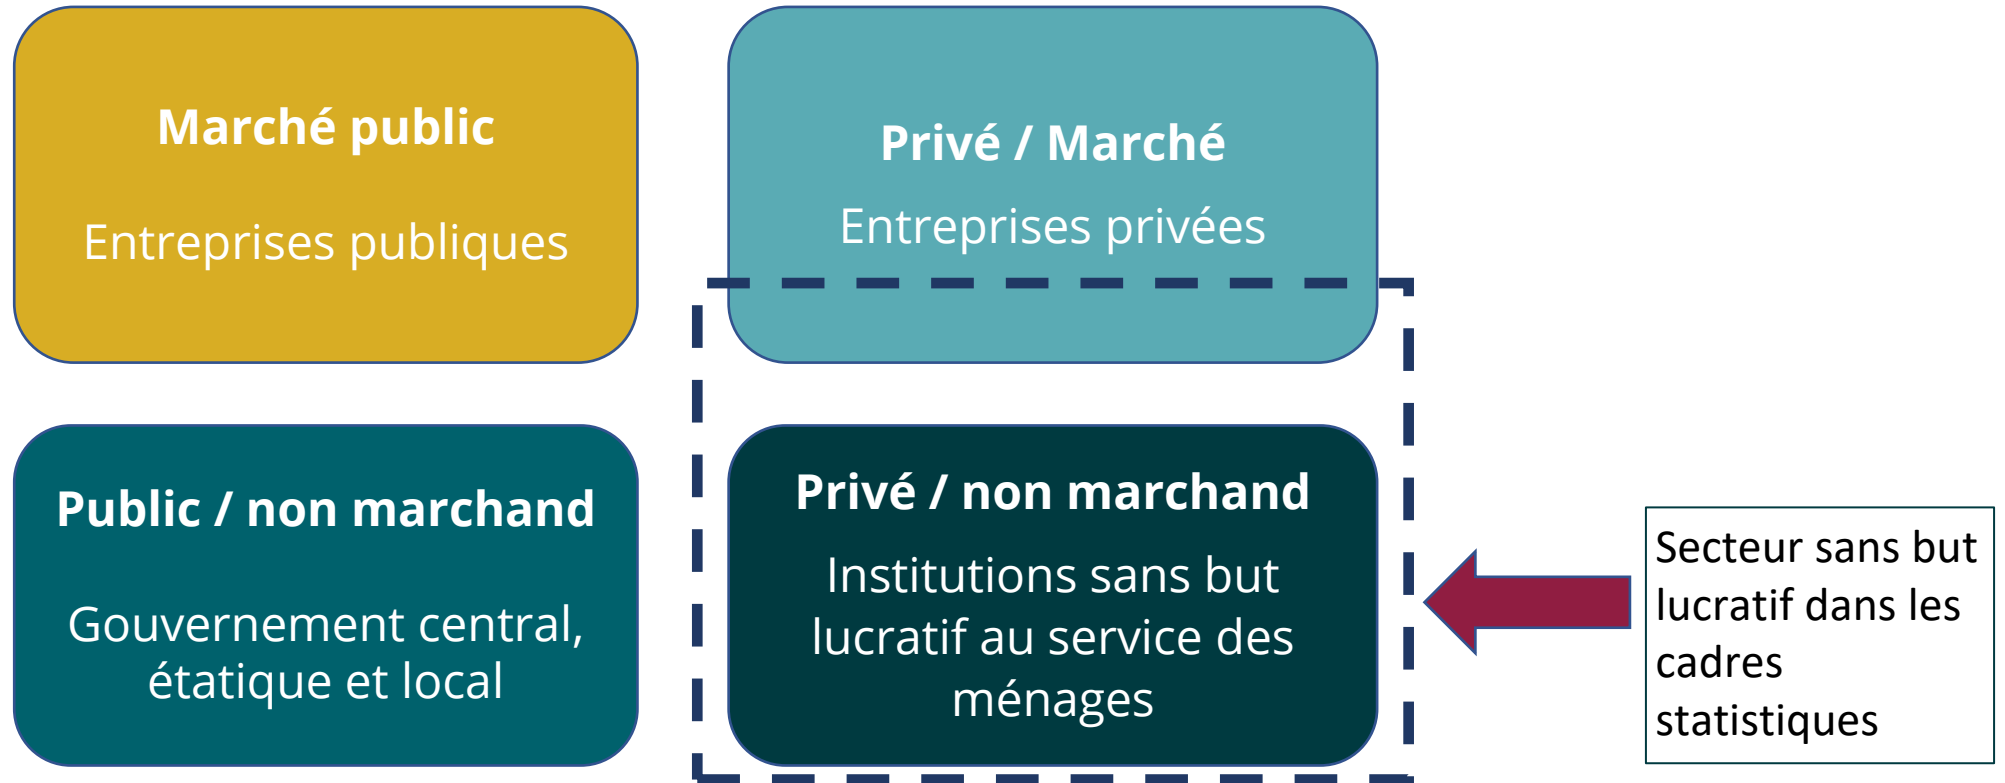 Marché public
Entreprises publiques
Privé / Marché
Entreprises privées
Public / non marchand
Gouvernement central,
étatique et local
Privé / non marchand
Institutions sans but
lucratif au service des
ménages
Secteur sans but
lucratif dans les
cadres
statistiques